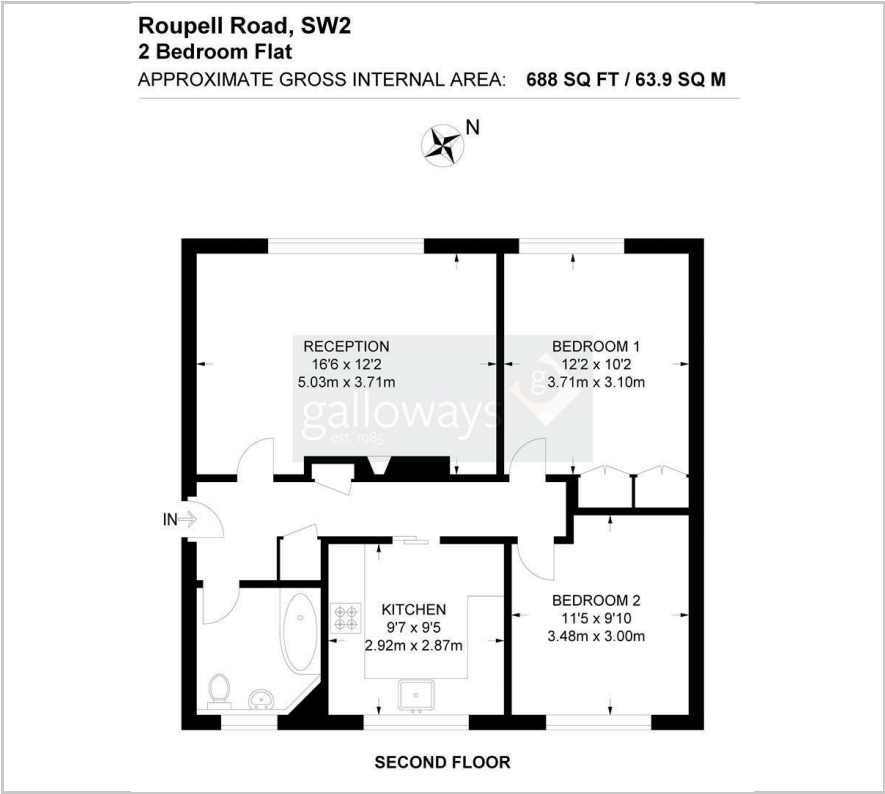 Roupell Road, SW2
2 Bedroom Flat
APPROXIMATE GROSS INTERNAL AREA: 688 SQ FT / 63.9 SQ M
N
RECEPTION
16'6 x 12'2
5.03m x 3.71m
BEDROOM 1
12'2 x 10'2
3.71m x 3.10m
g
galloways
est. 1985
IN
KITCHEN
9'7 x 9'5
2.92m x 2.87m
BEDROOM 2
11'5 x 9'10
3.48m x 3.00m
SECOND FLOOR